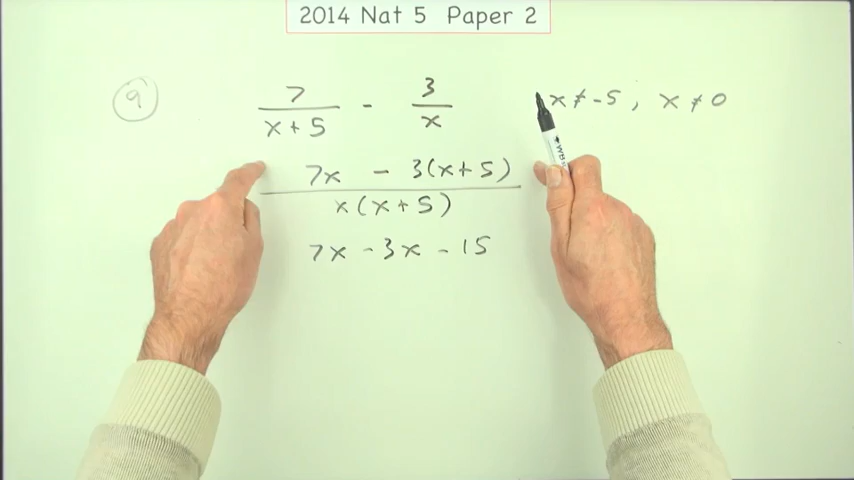 2014 Nat 5 Paper 2
9
7/(x+5) - 3/x    x ≠ -5, x ≠ 0
(7x - 3(x+5))/(x(x+5))
7x - 3x - 15